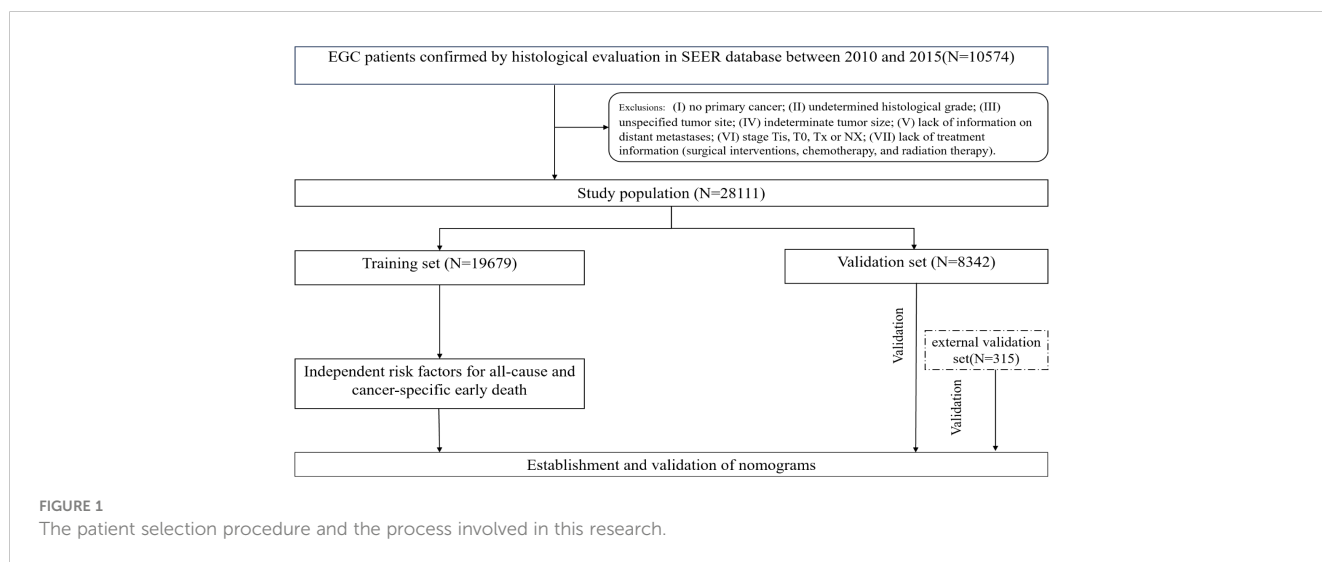 EGC patients confirmed by histological evaluation in SEER database between 2010 and 2015(N=10574)
Exclusions: (I) no primary cancer; (II) undetermined histological grade; (III)
unspecified tumor site; (IV) indeterminate tumor size; (V) lack of information on
distant metastases; (VI) stage Tis, T0, Tx or NX; (VII) lack of treatment
information (surgical interventions, chemotherapy, and radiation therapy).
Study population (N=28111)
Training set (N=19679)
Validation set (N=8342)
Validation
external validation
set(N=315)
Independent risk factors for all-cause and
cancer-specific early death
Validation
Establishment and validation of nomograms
FIGURE 1
The patient selection procedure and the process involved in this research.